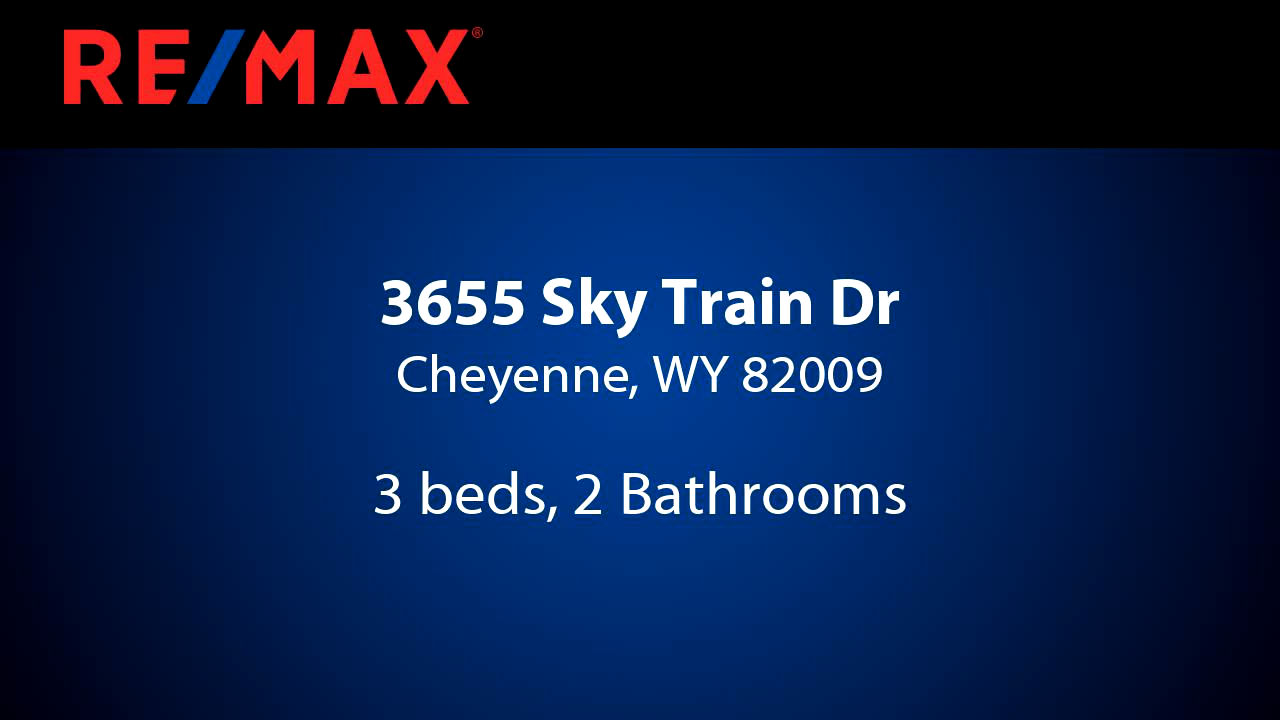 RE/MAX®
3655 Sky Train Dr
Cheyenne, WY 82009
3 beds, 2 Bathrooms